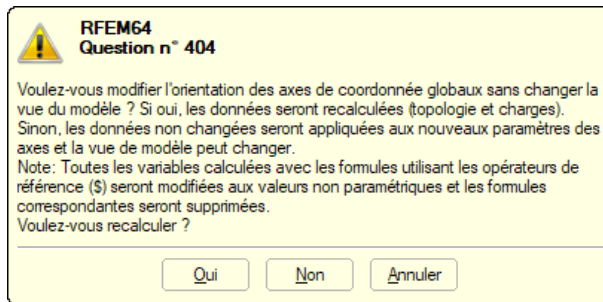 RFEM64
Question n° 404
Voulez-vous modifier l'orientation des axes de coordonnée globaux sans changer la
vue du modèle ? Si oui, les données seront recalculées (topologie et charges).
Sinon, les données non changées seront appliquées aux nouveaux paramètres des
axes et la vue de modèle peut changer.
Note: Toutes les variables calculées avec les formules utilisant les opérateurs de
référence ($) seront modifiées aux valeurs non paramétriques et les formules
correspondantes seront supprimées.
Voulez-vous recalculer ?
Oui Non Annuler